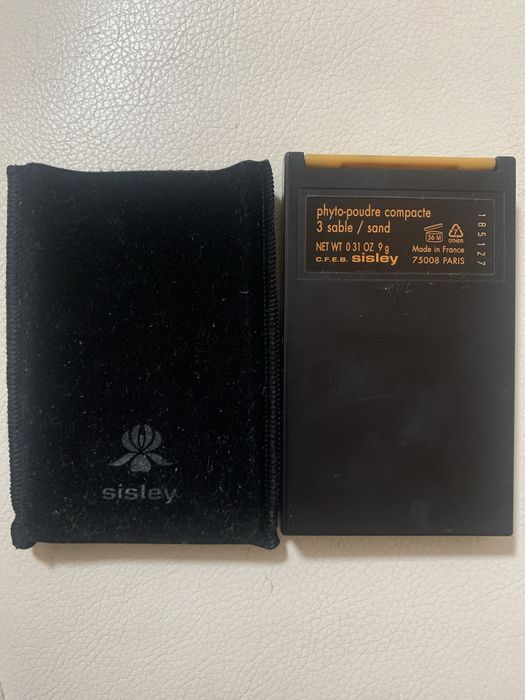 sisley
phyto-poudre compacte
3 sable / sand
NET WT 0 31 OZ 9 g
C.F.E.B. sisley
36 M
OTHER
Made in France
75008 PARIS
185127